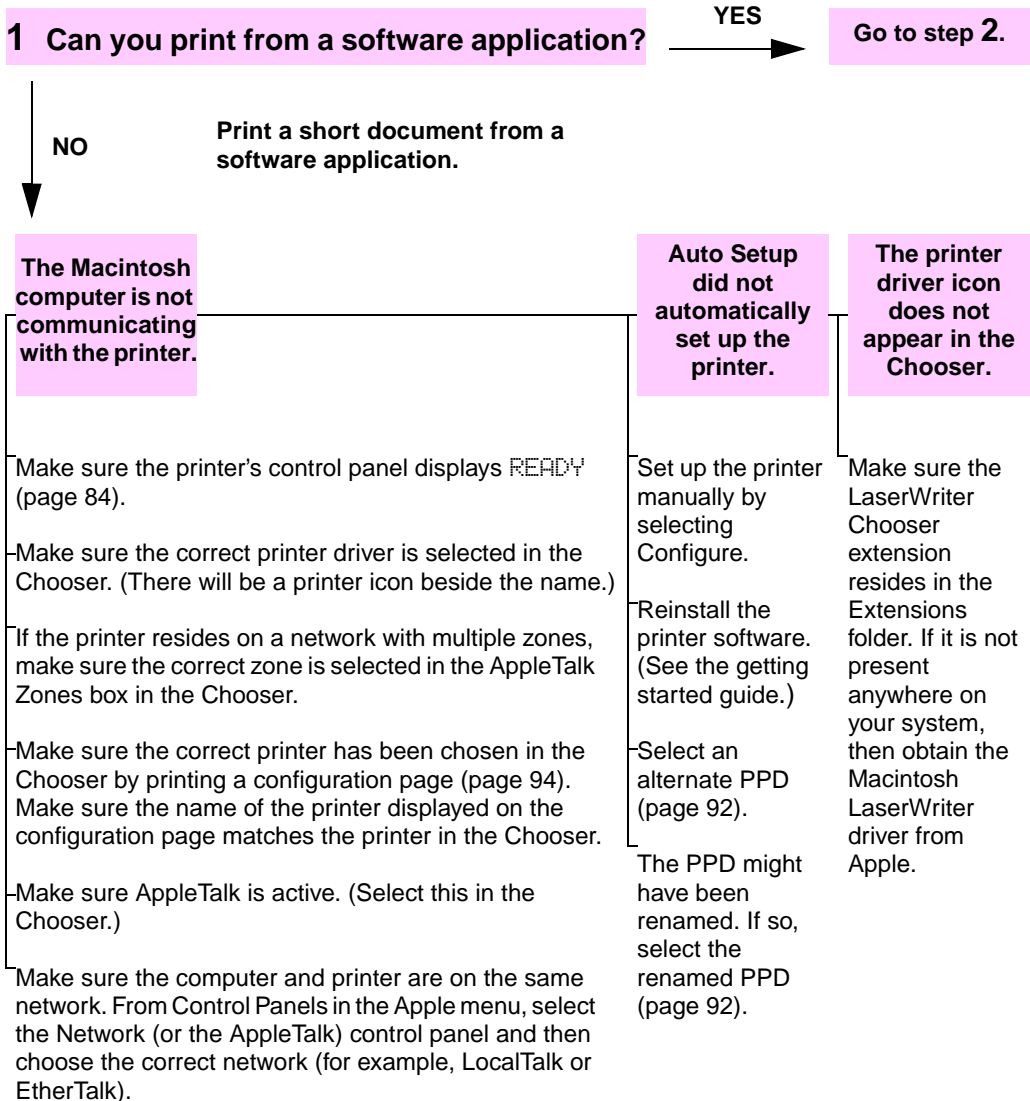 1 Can you print from a software application?
YES
Go to step 2.
NO
Print a short document from a
software application.
The Macintosh
computer is not
communicating
with the printer.
Make sure the printer's control panel displays READY
(page 84).
Make sure the correct printer driver is selected in the
Chooser. (There will be a printer icon beside the name.)
If the printer resides on a network with multiple zones,
make sure the correct zone is selected in the AppleTalk
Zones box in the Chooser.
Make sure the correct printer has been chosen in the
Chooser by printing a configuration page (page 94).
Make sure the name of the printer displayed on the
configuration page matches the printer in the Chooser.
Make sure AppleTalk is active. (Select this in the
Chooser.)
Make sure the computer and printer are on the same
network. From Control Panels in the Apple menu, select
the Network (or the AppleTalk) control panel and then
choose the correct network (for example, LocalTalk or
EtherTalk).
Auto Setup
did not
automatically
set up the
printer.
Set up the printer
manually by
selecting
Configure.
Reinstall the
printer software.
(See the getting
started guide.)
Select an
alternate PPD
(page 92).
The PPD might
have been
renamed. If so,
select the
renamed PPD
(page 92).
The printer
driver icon
does not
appear in the
Chooser.
Make sure the
LaserWriter
Chooser
extension
resides in the
Extensions
folder. If it is not
present
anywhere on
your system,
then obtain the
Macintosh
LaserWriter
driver from
Apple.